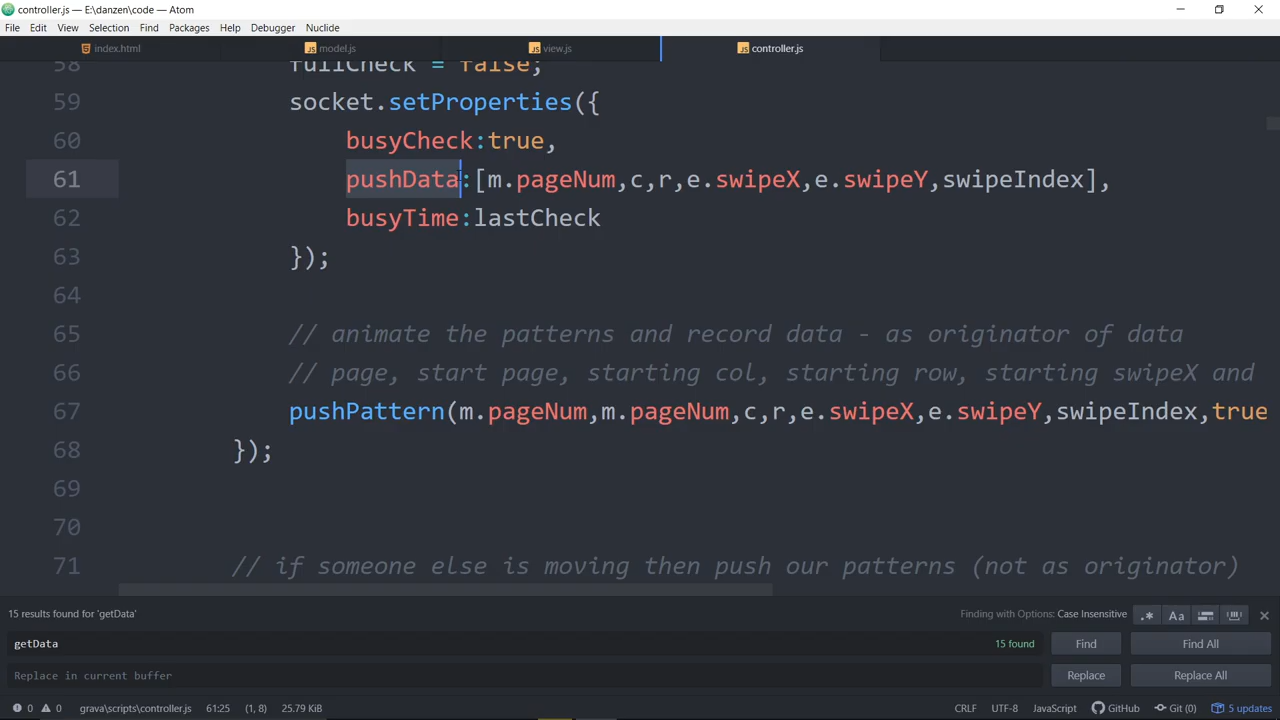 controller.js — E:\danzen\code — Atom
File Edit View Selection Find Packages Help Debugger Nuclide
index.html model.js view.js controller.js
58 fullCheck = false;
59 socket.setProperties({
60 busyCheck:true,
61 pushData:[m.pageNum,c,r,e.swipeX,e.swipeY,swipeIndex],
62 busyTime:lastCheck
63 });
64
65 // animate the patterns and record data - as originator of data
66 // page, start page, starting col, starting row, starting swipeX and
67 pushPattern(m.pageNum,m.pageNum,c,r,e.swipeX,e.swipeY,swipeIndex,true
68 });
69
70
71 // if someone else is moving then push our patterns (not as originator)
15 results found for 'getData' Finding with Options: Case Insensitive .* Aa
getData 15 found Find Find All
Replace in current buffer Replace Replace All
0 0 grava\scripts\controller.js 61:25 (1, 8) 25.79 KiB CRLF UTF-8 JavaScript GitHub Git (0) 5 updates